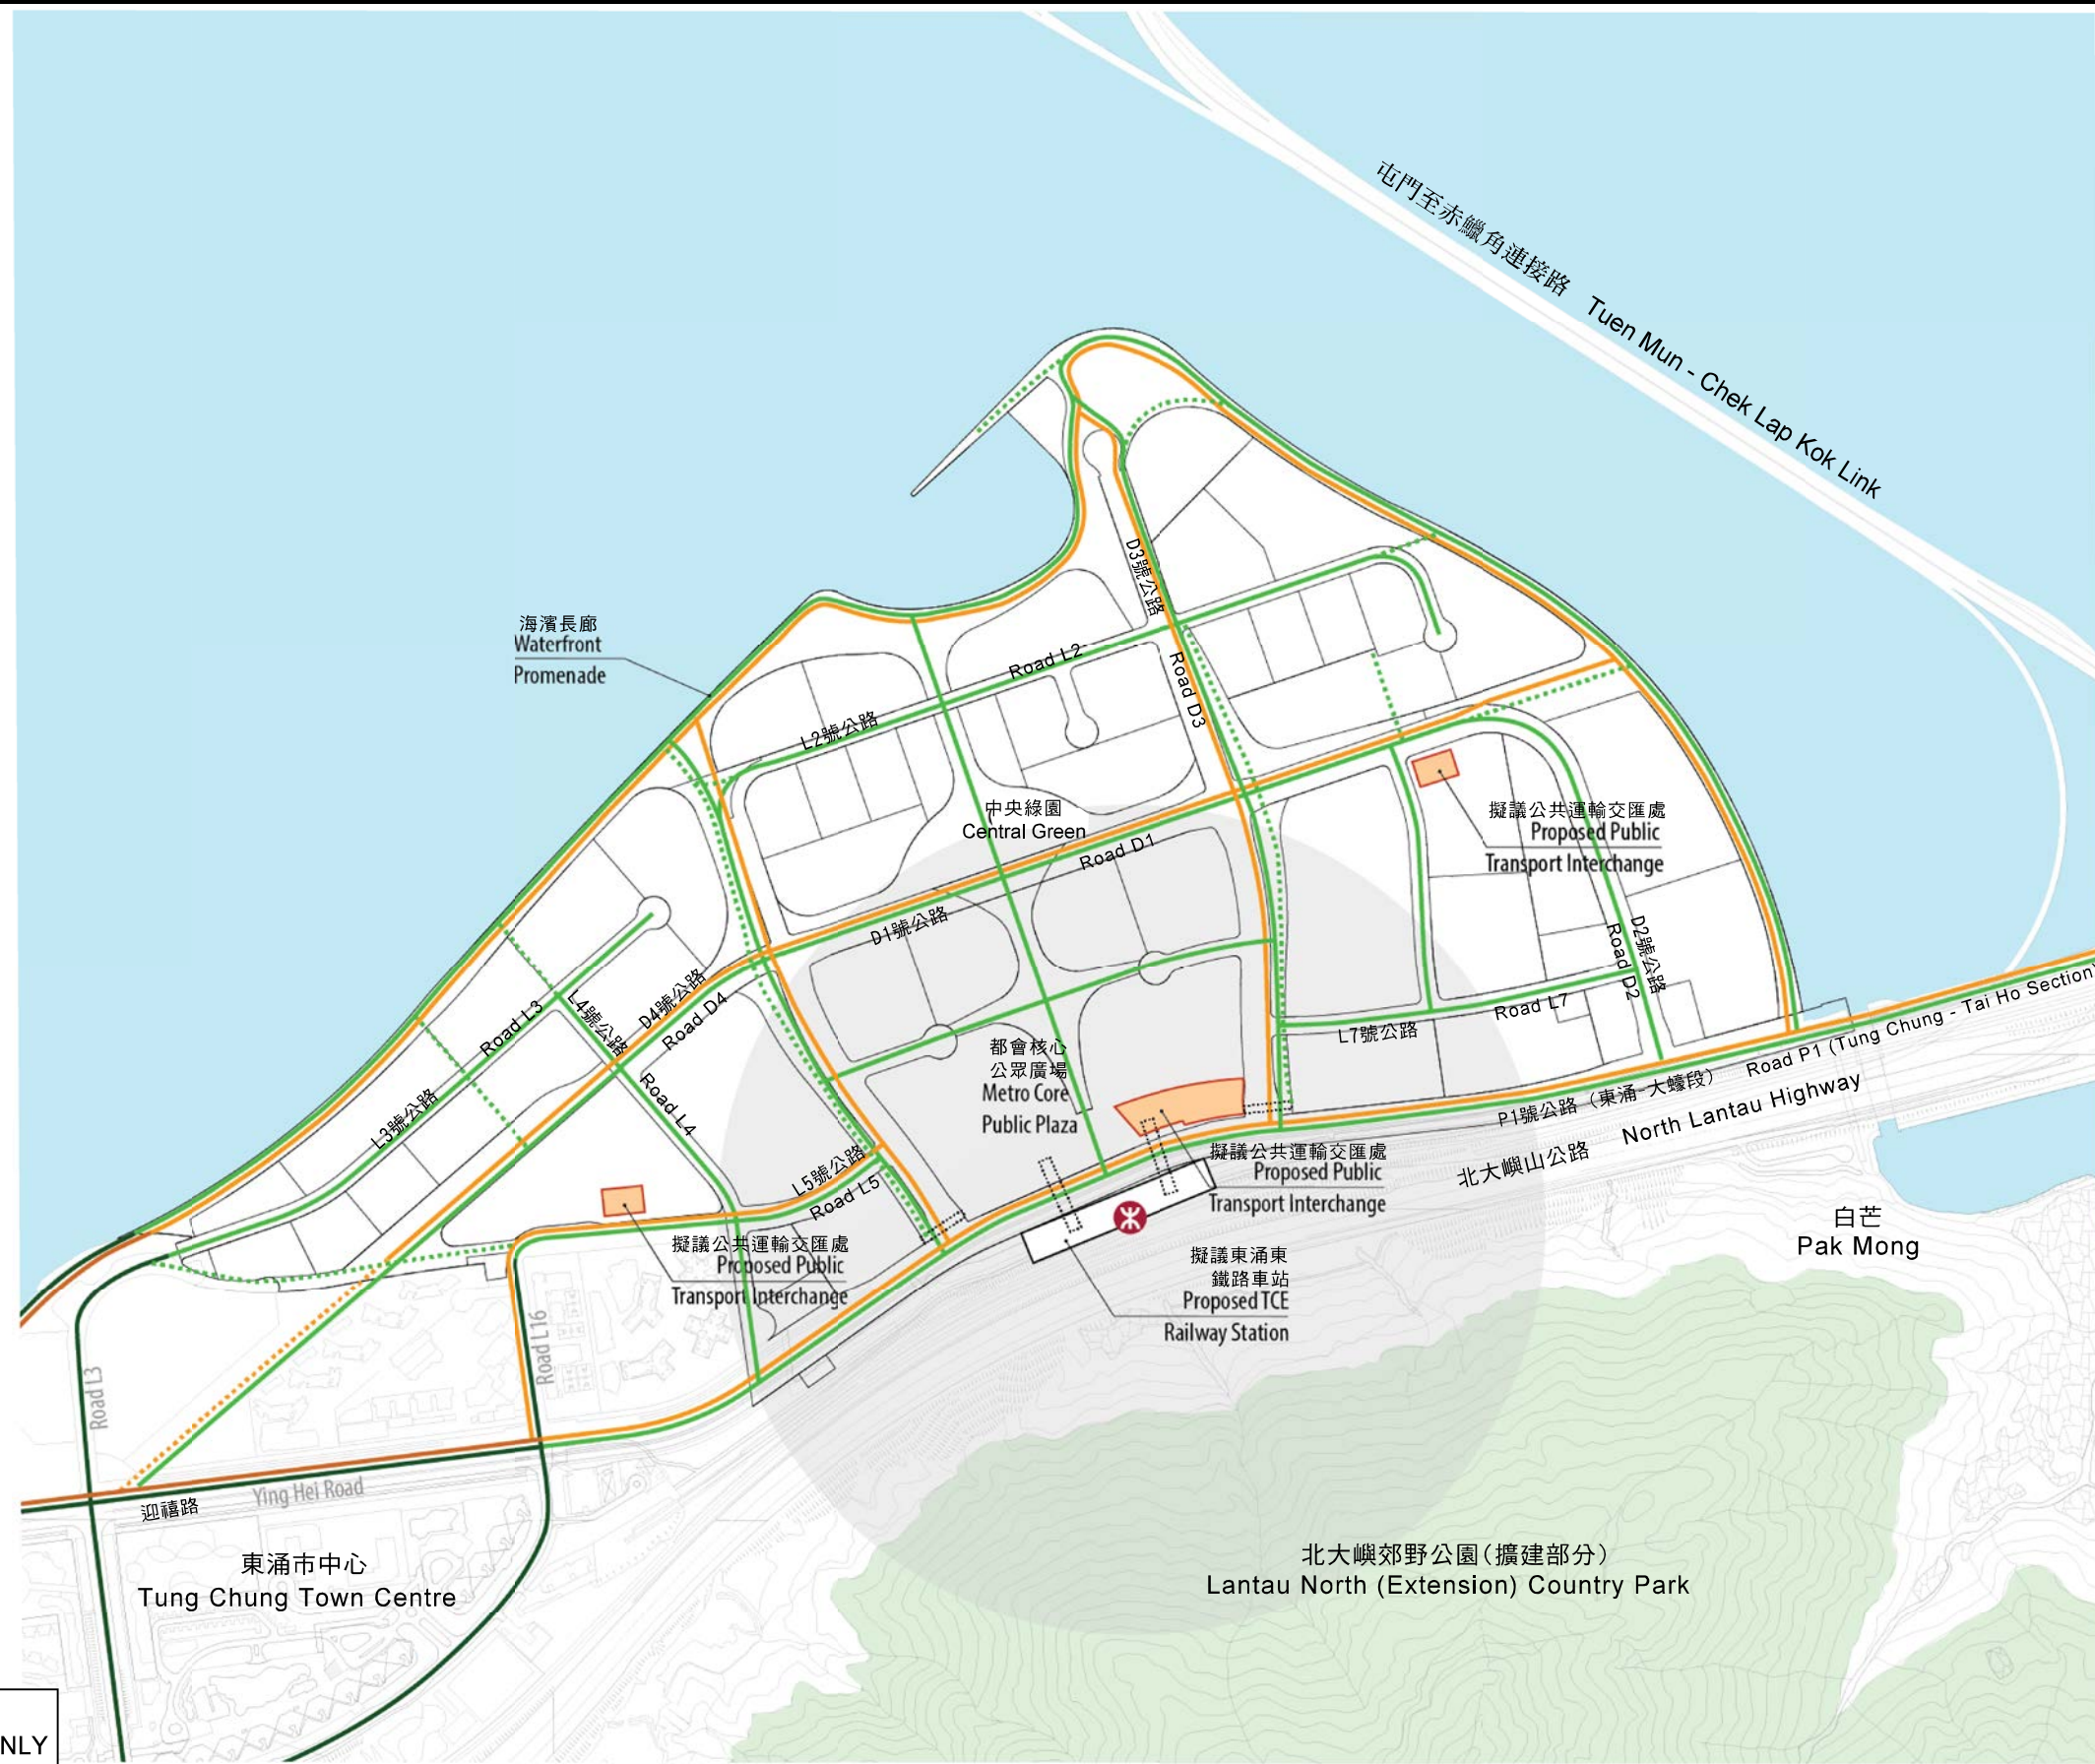 屯門至赤鱲角連接路 Tuen Mun - Chek Lap Kok Link
D3號公路
海濱長廊
Waterfront
Promenade
Road L2
Road D3
L2號公路
中央綠園
Central Green
擬議公共運輸交匯處
Proposed Public
Transport Interchange
Road D1
D1號公路
D2號公路
Road D2
L4號公路
D4號公路
Road D4
Road L3
Road L7
L7號公路
Road P1 (Tung Chung - Tai Ho Section)
P1號公路（東涌-大蠔段）
都會核心
公眾廣場
Metro Core
Public Plaza
Road L4
L3號公路
North Lantau Highway
北大嶼山公路
L5號公路
Road L5
擬議公共運輸交匯處
Proposed Public
Transport Interchange
白芒
Pak Mong
擬議公共運輸交匯處
Proposed Public
Transport Interchange
擬議東涌東
鐵路車站
Proposed TCE
Railway Station
Road L16
Road L3
Ying Hei Road
迎禧路
東涌市中心
Tung Chung Town Centre
北大嶼郊野公園(擴建部分)
Lantau North (Extension) Country Park
NLY